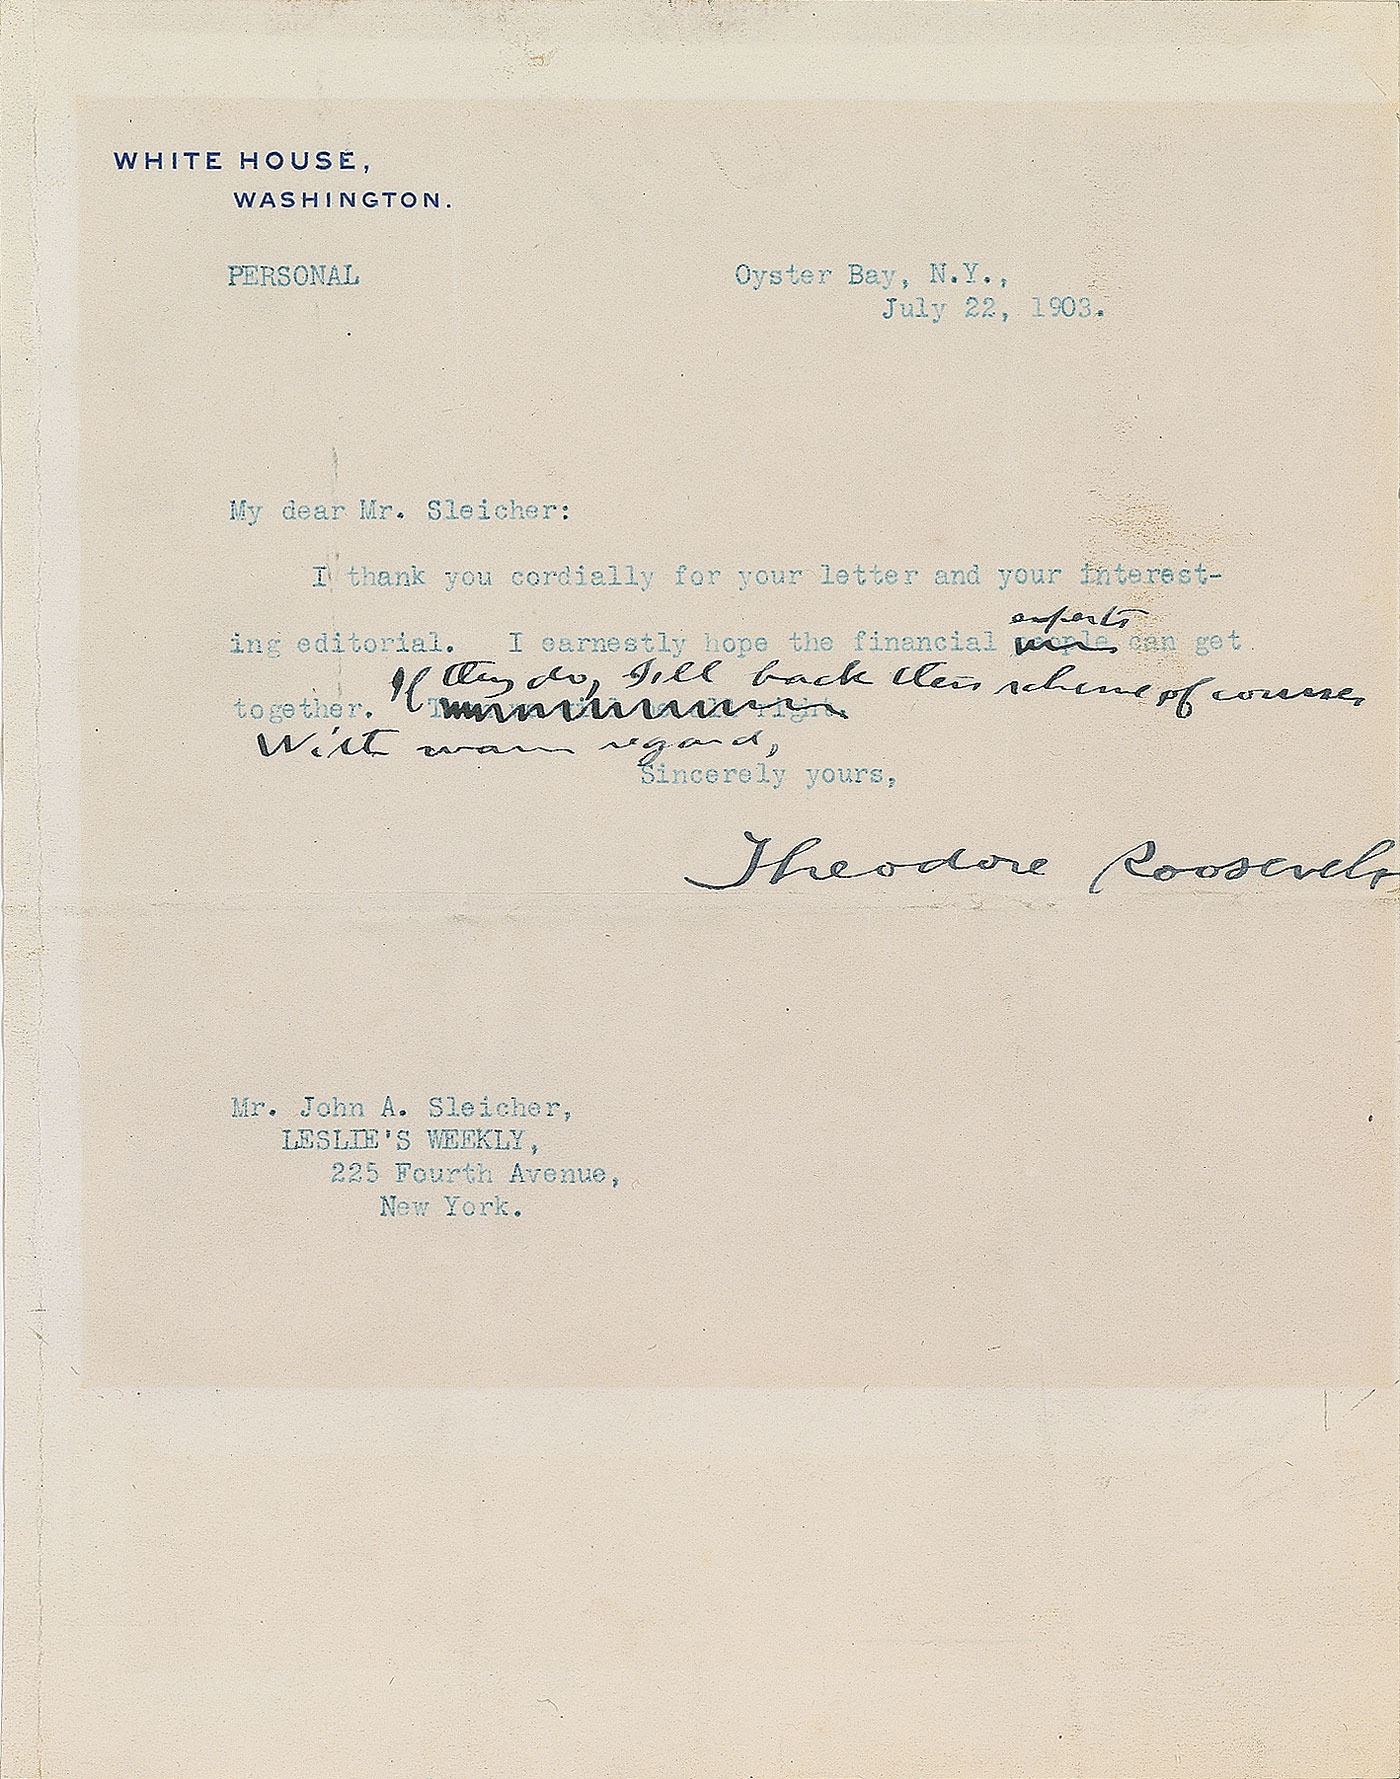 WHITE HOUSE,
WASHINGTON.
PERSONAL
Oyster Bay, N.Y.,
July 22, 1903.
My dear Mr. Sleicher:
I thank you cordially for your letter and your interest-
experts
ing editorial. I earnestly hope the financial people can get
If they do, I'll back their scheme of course,
together.
With warm regard,
Sincerely yours,
Theodore Roosevelt
Mr. John A. Sleicher,
LESLIE'S WEEKLY,
225 Fourth Avenue,
New York.